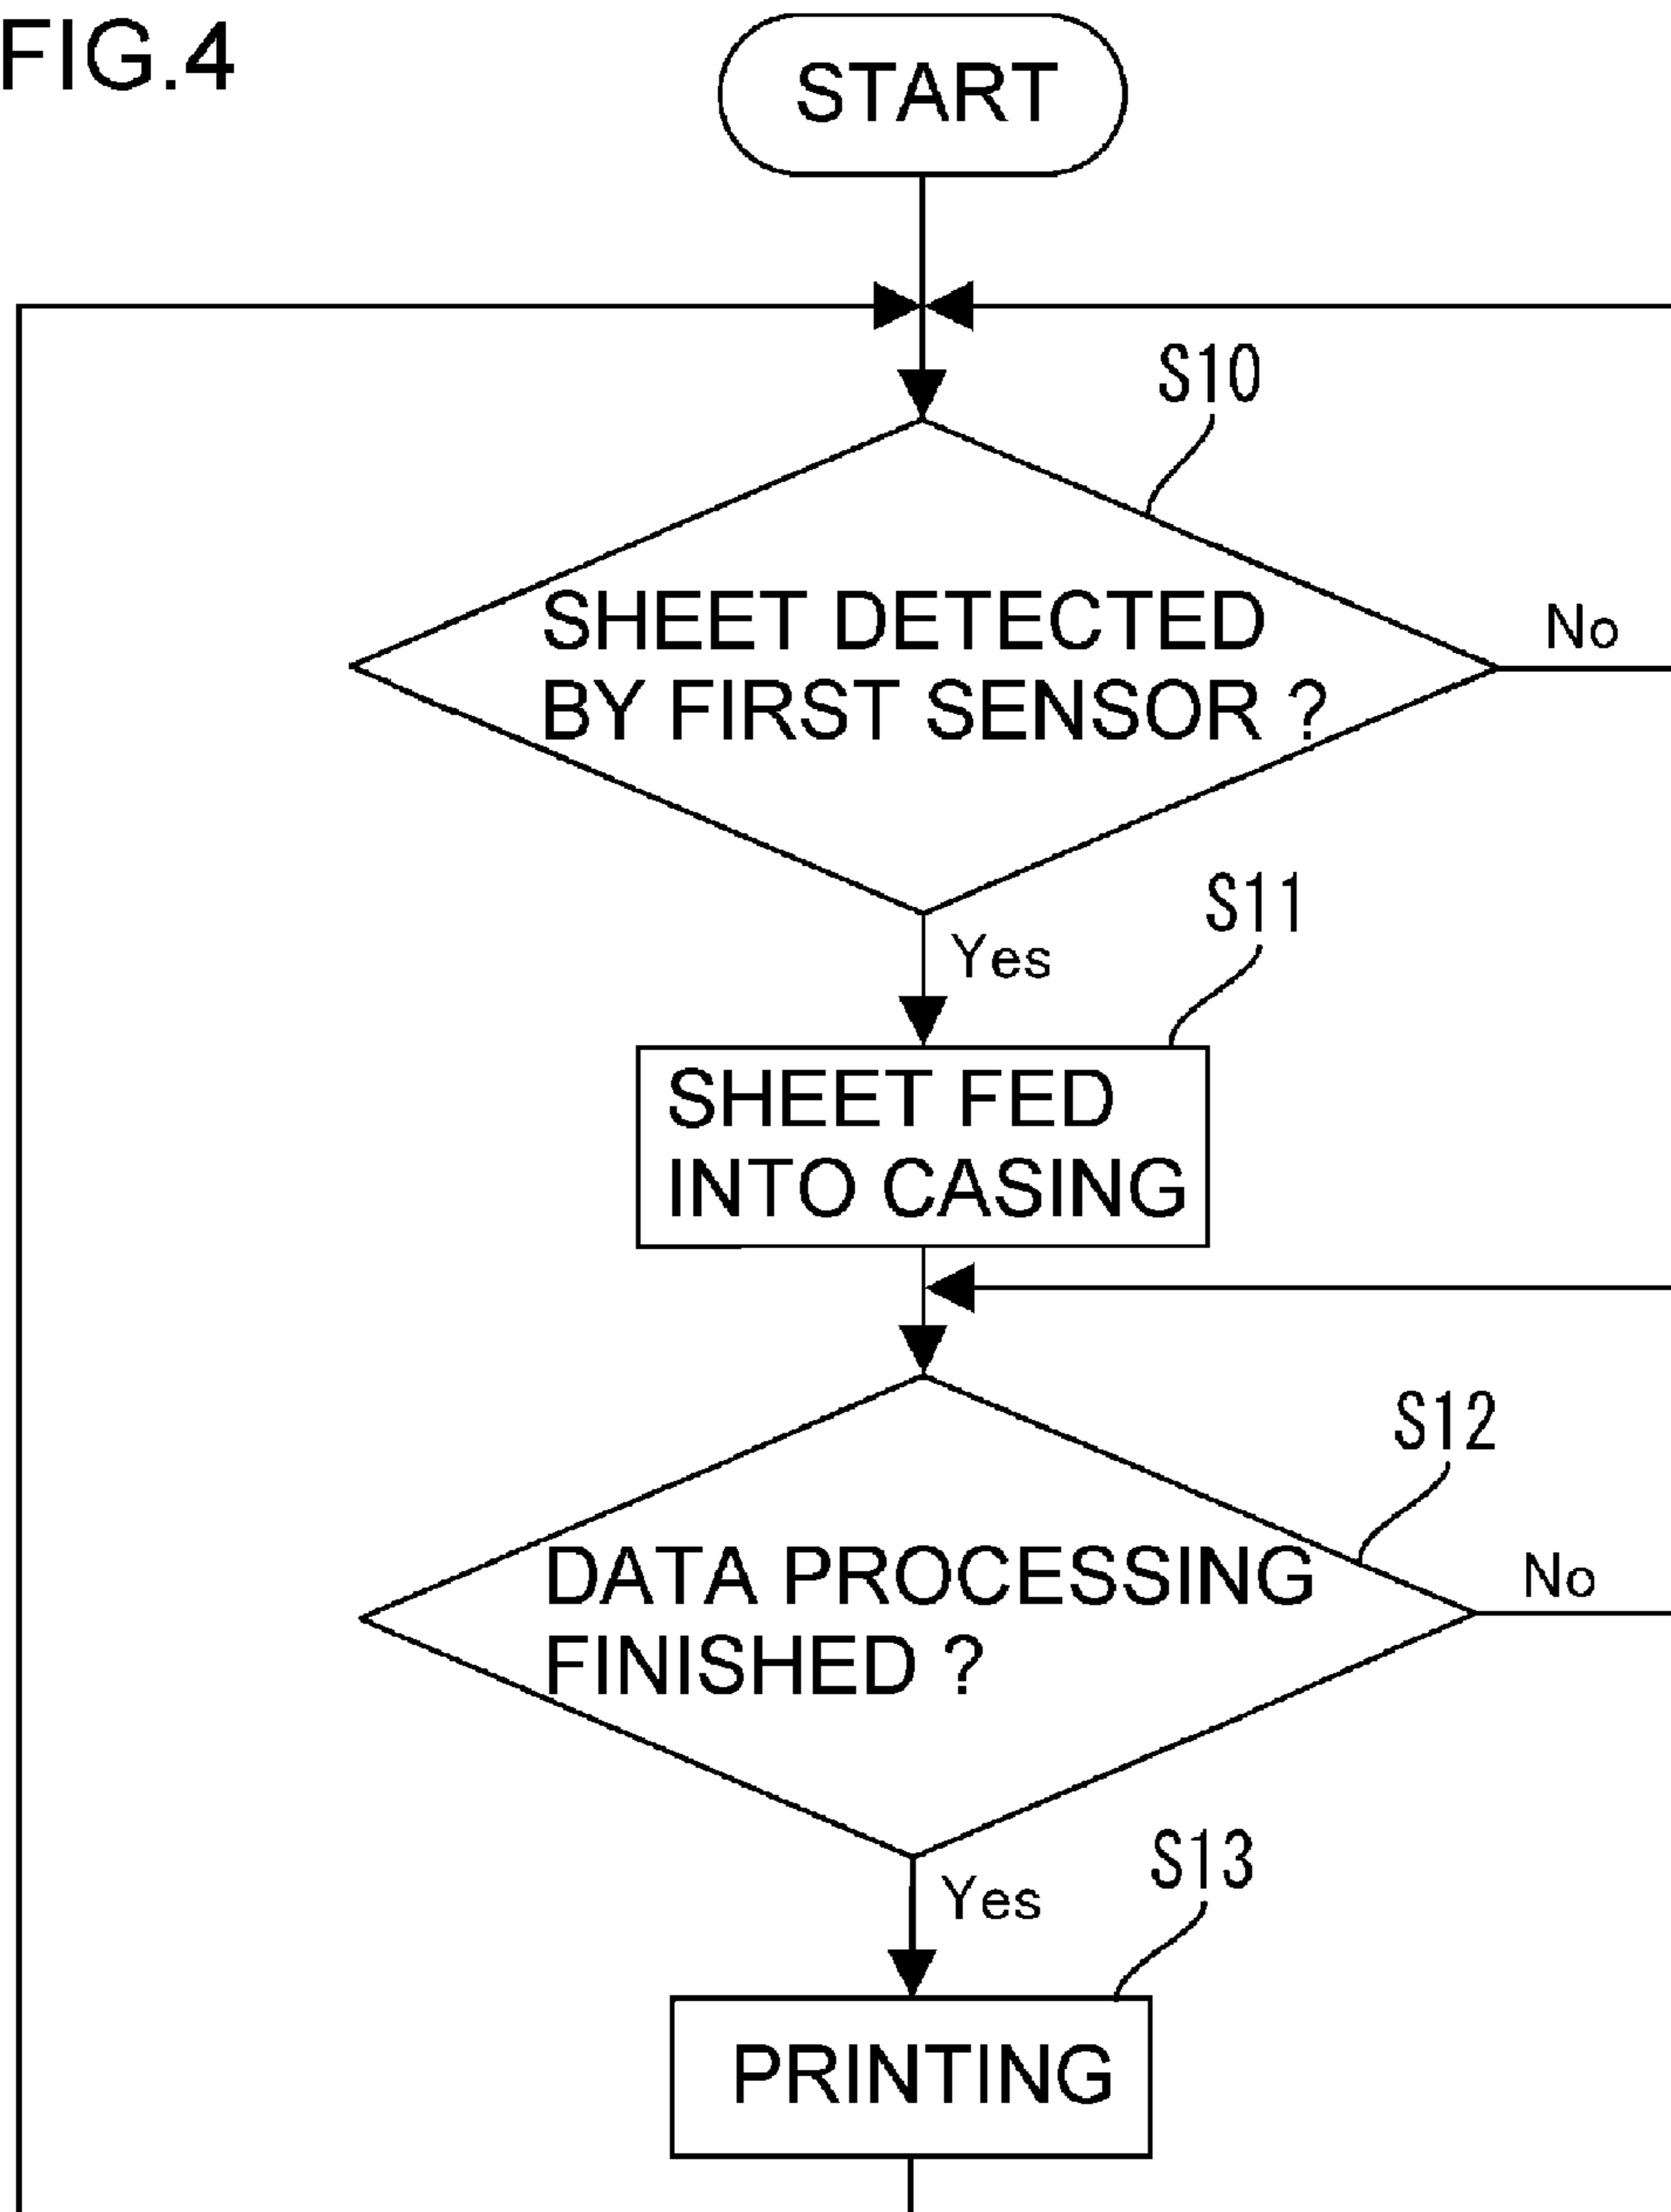 FIG.4
START
S10
SHEET DETECTED
BY FIRST SENSOR ?
No
S11
Yes
SHEET FED
INTO CASING
S12
DATA PROCESSING
FINISHED ?
No
S13
Yes
PRINTING